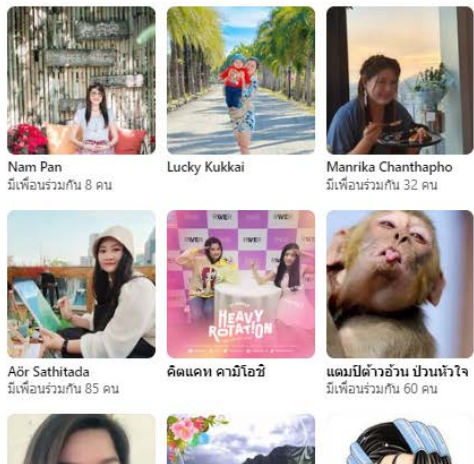 Nam Pan
มีเพื่อนร่วมกัน 8 คน
Lucky Kukkai
Manrika Chanthapho
มีเพื่อนร่วมกัน 32 คน
HEAVY
ROTATION
Aör Sathitada
มีเพื่อนร่วมกัน 85 คน
คิตแคท คามิโอชิ
แตมปิต้าวอ้วน ป่วนหัวใจ
มีเพื่อนร่วมกัน 60 คน